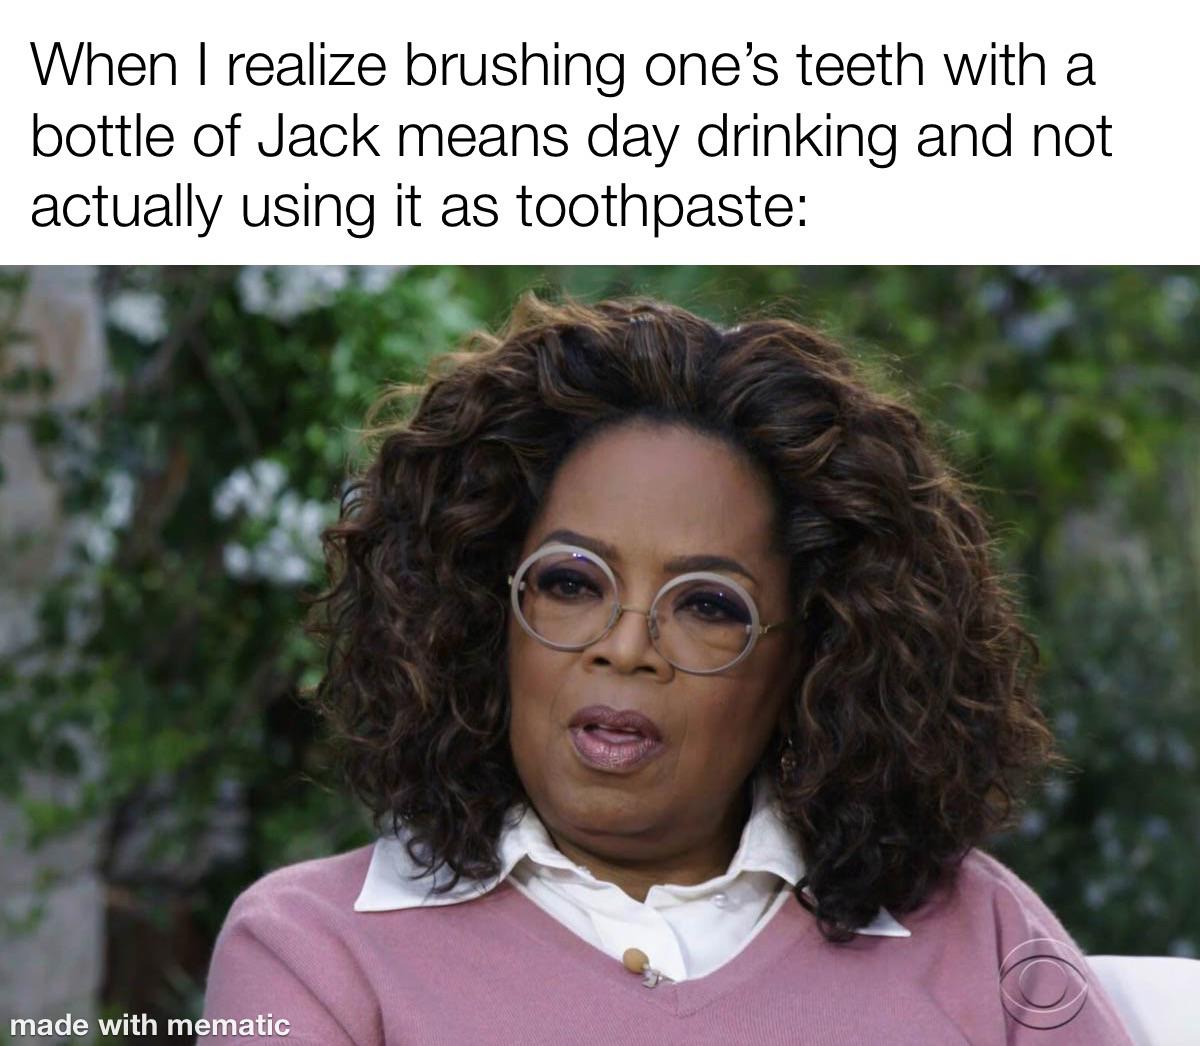 When I realize brushing one’s teeth with a
bottle of Jack means day drinking and not
actually using it as toothpaste:
made with mematic